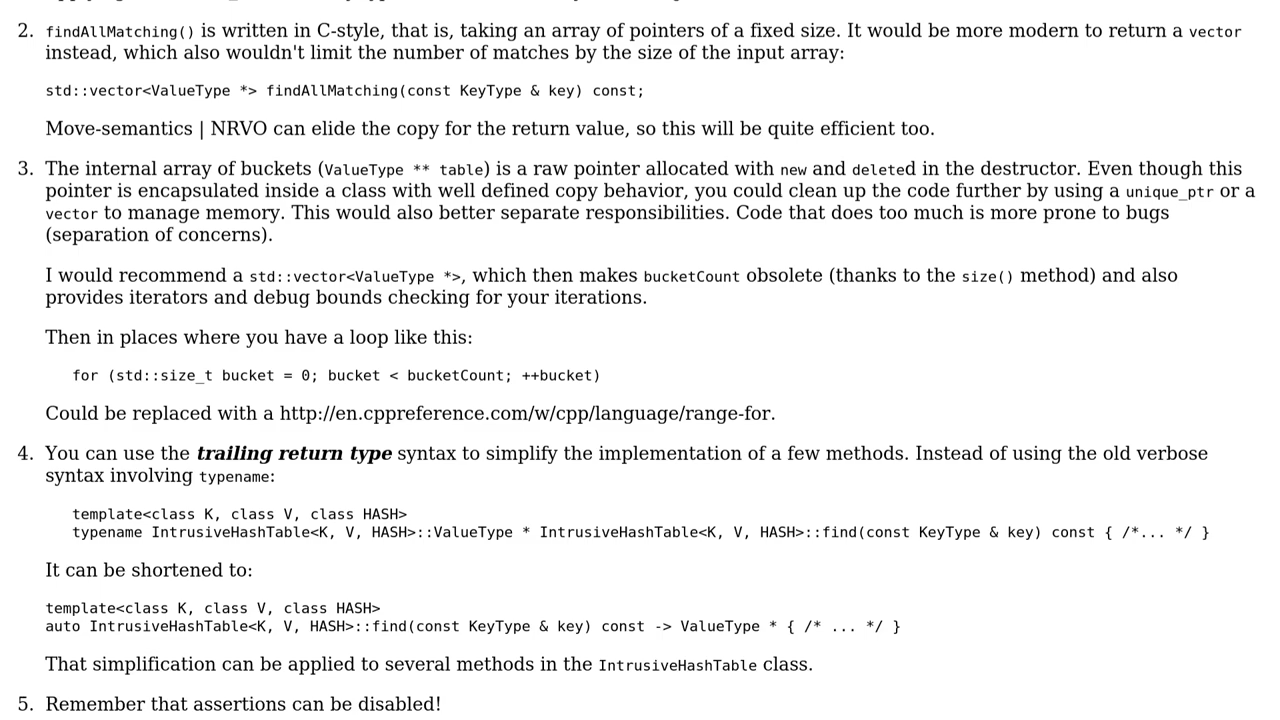 2. findAllMatching() is written in C-style, that is, taking an array of pointers of a fixed size. It would be more modern to return a vector
instead, which also wouldn't limit the number of matches by the size of the input array:
std::vector<ValueType *> findAllMatching(const KeyType & key) const;
Move-semantics | NRVO can elide the copy for the return value, so this will be quite efficient too.
3. The internal array of buckets (ValueType ** table) is a raw pointer allocated with new and deleted in the destructor. Even though this
pointer is encapsulated inside a class with well defined copy behavior, you could clean up the code further by using a unique_ptr or a
vector to manage memory. This would also better separate responsibilities. Code that does too much is more prone to bugs
(separation of concerns).
I would recommend a std::vector<ValueType *>, which then makes bucketCount obsolete (thanks to the size() method) and also
provides iterators and debug bounds checking for your iterations.
Then in places where you have a loop like this:
for (std::size_t bucket = 0; bucket < bucketCount; ++bucket)
Could be replaced with a http://en.cppreference.com/w/cpp/language/range-for.
4. You can use the trailing return type syntax to simplify the implementation of a few methods. Instead of using the old verbose
syntax involving typename:
template<class K, class V, class HASH>
typename IntrusiveHashTable<K, V, HASH>::ValueType * IntrusiveHashTable<K, V, HASH>::find(const KeyType & key) const { /*... */ }
It can be shortened to:
template<class K, class V, class HASH>
auto IntrusiveHashTable<K, V, HASH>::find(const KeyType & key) const -> ValueType * { /* ... */ }
That simplification can be applied to several methods in the IntrusiveHashTable class.
5. Remember that assertions can be disabled!